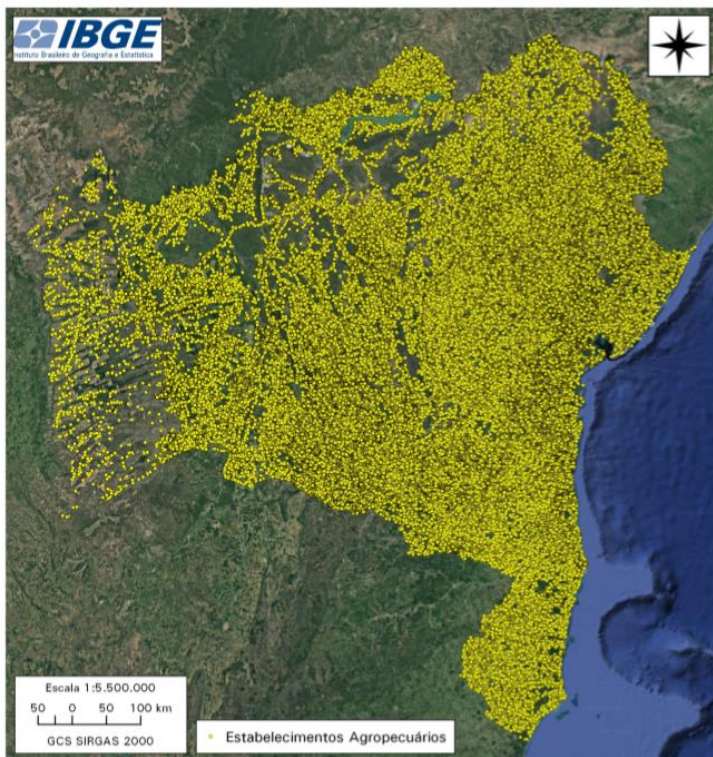 IBGE
Instituto Brasileiro de Geografia e Estatística
Escala 1:5.500.000
50 0 50 100 km
GCS SIRGAS 2000
Estabelecimentos Agropecuários